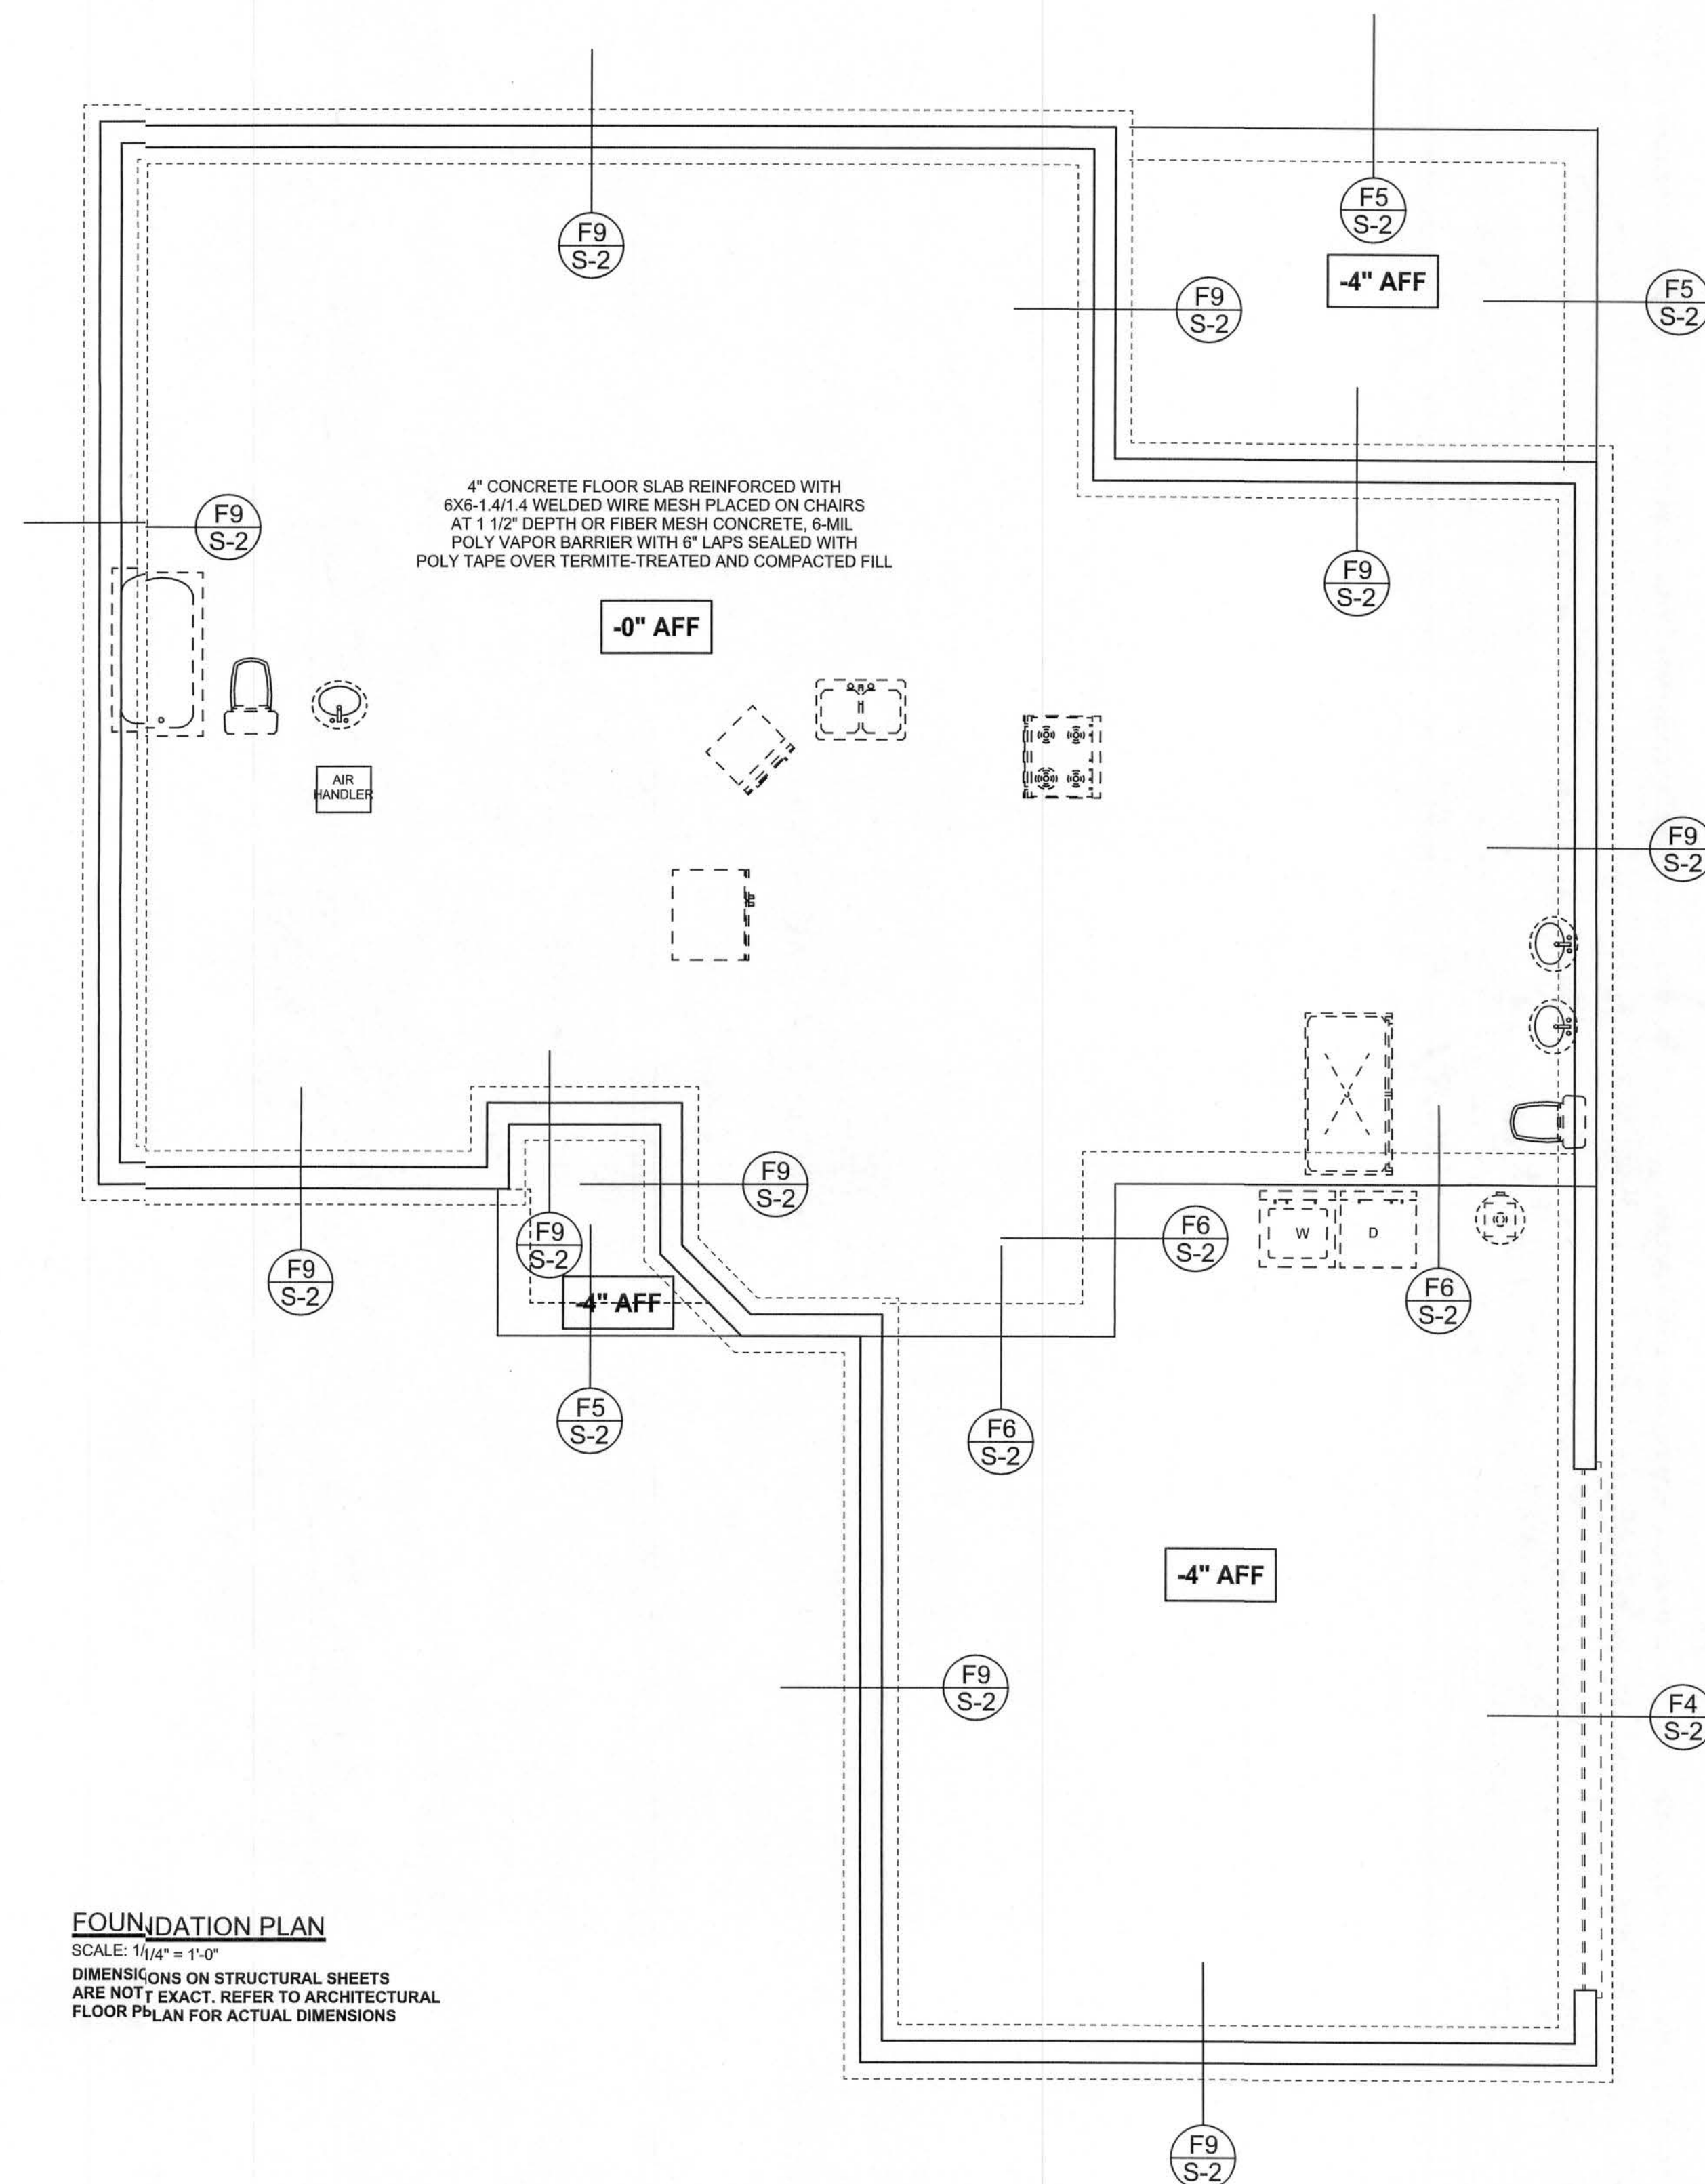 F9
S-2
F5
S-2
-4" AFF
F9
S-2
F5
S-2
4" CONCRETE FLOOR SLAB REINFORCED WITH
6X6-1.4/1.4 WELDED WIRE MESH PLACED ON CHAIRS
AT 1 1/2" DEPTH OR FIBER MESH CONCRETE, 6-MIL
POLY VAPOR BARRIER WITH 6" LAPS SEALED WITH
POLY TAPE OVER TERMITE-TREATED AND COMPACTED FILL
F9
S-2
F9
S-2
-0" AFF
AIR
HANDLER
F9
S-2
F9
S-2
F9
S-2
F9
S-2
F6
S-2
W
D
F6
S-2
-4" AFF
F5
S-2
F6
S-2
-4" AFF
F9
S-2
F4
S-2
FOUNDATION PLAN
SCALE: 1/1/4" = 1'-0"
DIMENSIONS ON STRUCTURAL SHEETS
ARE NOT EXACT. REFER TO ARCHITECTURAL
FLOOR PLAN FOR ACTUAL DIMENSIONS
F9
S-2